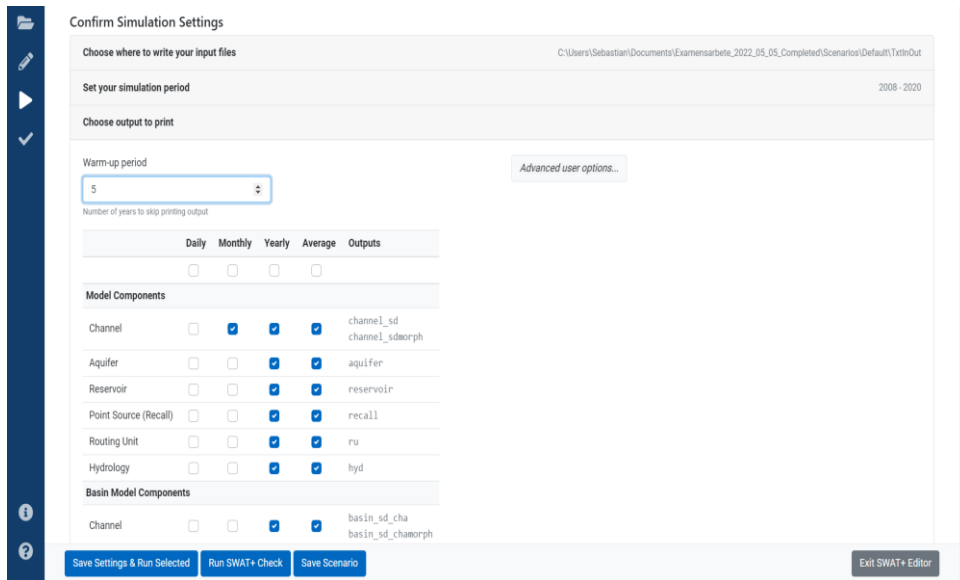 Confirm Simulation Settings
Choose where to write your input files C:\Users\Sebastian\Documents\Examensarbete_2022_05_05_Completed\Scenarios\Default\TxtInOut
Set your simulation period 2008 - 2020
Choose output to print
Warm-up period
Advanced user options...
5
Number of years to skip printing output
Daily Monthly Yearly Average Outputs
Model Components
Channel channel_sd
channel_sdmorph
Aquifer aquifer
Reservoir reservoir
Point Source (Recall) recall
Routing Unit ru
Hydrology hyd
Basin Model Components
Channel basin_sd_cha
basin_sd_chamorph
Save Settings & Run Selected Run SWAT+ Check Save Scenario Exit SWAT+ Editor